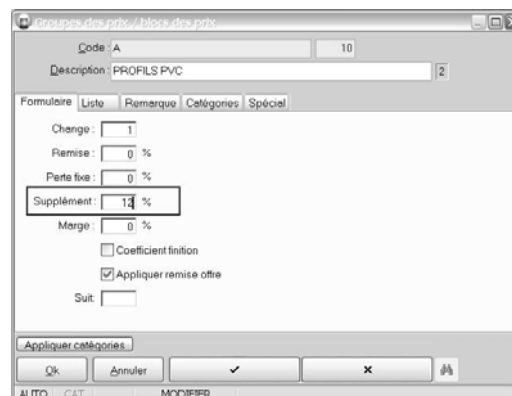 Groupes des prix / blocs des prix
Code : A 10
Description : PROFILS PVC 2
Formulaire Liste Remarque Catégories Spécial
Change : 1
Remise : 0 %
Perte fixe : 0 %
Supplément : 12 %
Marge : 0 %
Coefficient finition
Appliquer remise offre
Suit
Appliquer catégories
Ok Annuler
AUTO CAT MODIFIER